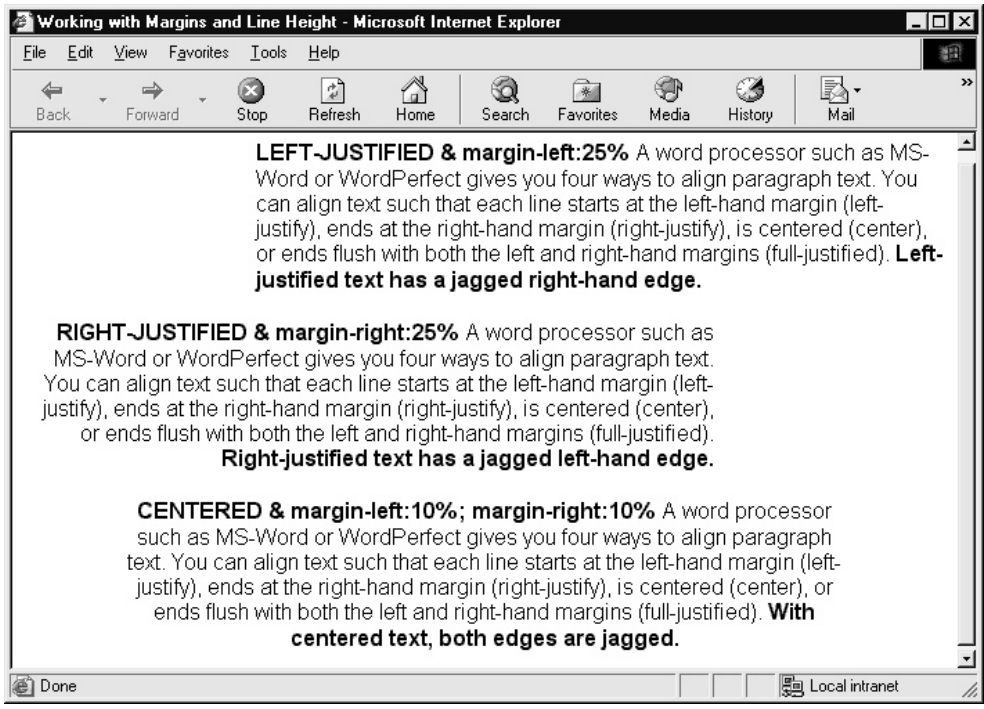 Working with Margins and Line Height - Microsoft Internet Explorer
File Edit View Favorites Tools Help
Back Forward Stop Refresh Home Search Favorites Media History Mail »
LEFT-JUSTIFIED & margin-left:25% A word processor such as MS-
Word or WordPerfect gives you four ways to align paragraph text. You
can align text such that each line starts at the left-hand margin (left-
justify), ends at the right-hand margin (right-justify), is centered (center),
or ends flush with both the left and right-hand margins (full-justified). Left-
justified text has a jagged right-hand edge.
RIGHT-JUSTIFIED & margin-right:25% A word processor such as
MS-Word or WordPerfect gives you four ways to align paragraph text.
You can align text such that each line starts at the left-hand margin (left-
justify), ends at the right-hand margin (right-justify), is centered (center),
or ends flush with both the left and right-hand margins (full-justified).
Right-justified text has a jagged left-hand edge.
CENTERED & margin-left:10%; margin-right:10% A word processor
such as MS-Word or WordPerfect gives you four ways to align paragraph
text. You can align text such that each line starts at the left-hand margin (left-
justify), ends at the right-hand margin (right-justify), is centered (center), or
ends flush with both the left and right-hand margins (full-justified). With
centered text, both edges are jagged.
Done Local intranet